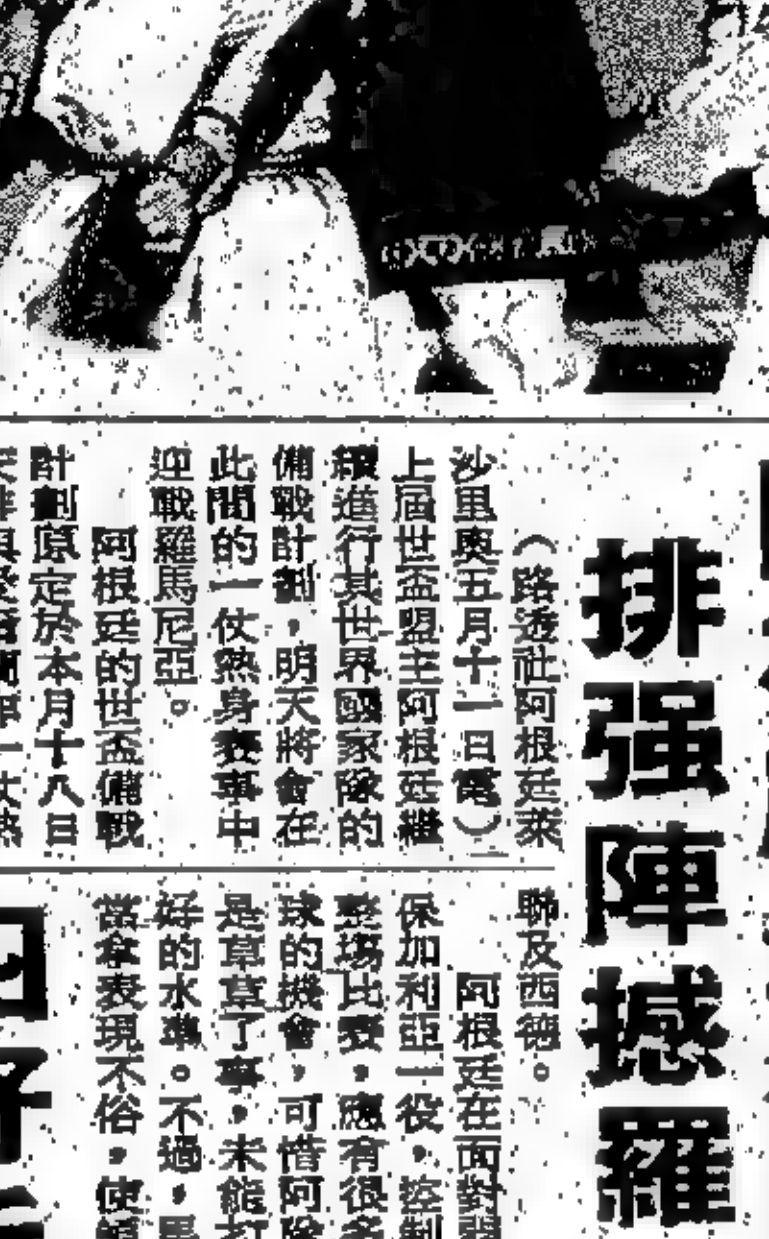 排强陣撼羅
（路透社阿根廷萊
沙里奧五月十一日電）
上屆世盃盟主阿根廷繼
續進行其世界國家隊的
備戰計劃，明天將會在
此間的一仗熱身賽事中
迎戰羅馬尼亞。
阿根廷的世盃備戰
計劃原定於本月十八日
聯及西德。
阿根廷在面對
保加利亞一役，控制
整場比賽，應有很多
球的機會，可惜阿隊
是草草了事，未能打
好的水準。不過，
當拿表現不俗，使